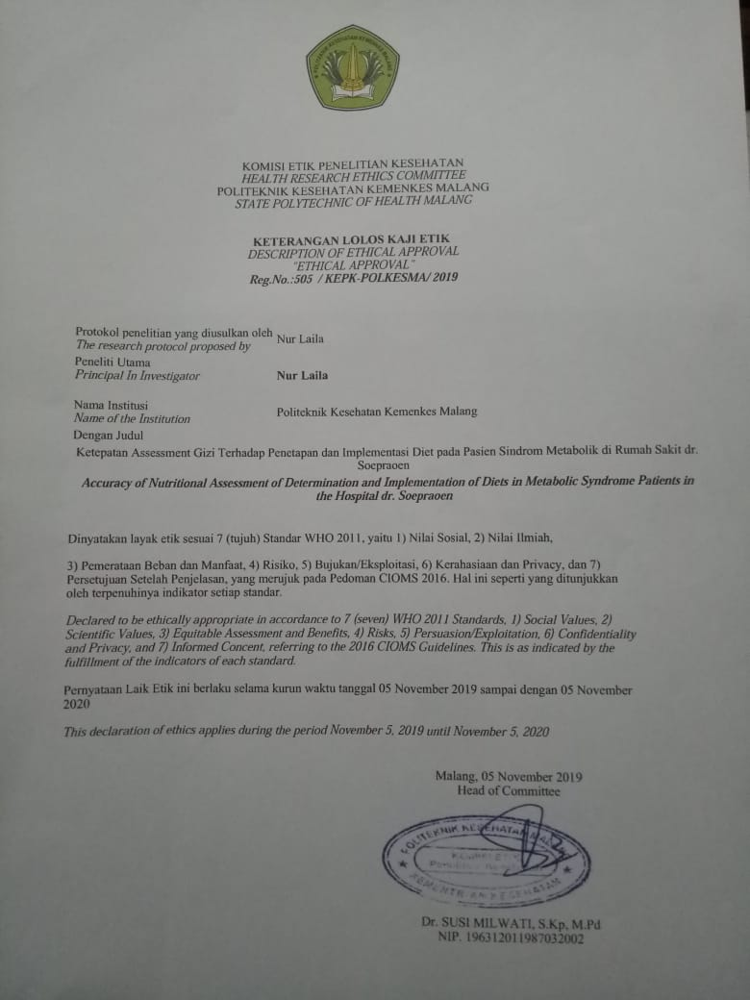 POLITEKNIK KESEHATAN KEMENKES MALANG
KOMISI ETIK PENELITIAN KESEHATAN
HEALTH RESEARCH ETHICS COMMITTEE
POLITEKNIK KESEHATAN KEMENKES MALANG
STATE POLYTECHNIC OF HEALTH MALANG
KETERANGAN LOLOS KAJI ETIK
DESCRIPTION OF ETHICAL APPROVAL
"ETHICAL APPROVAL"
Reg.No.:505 / KEPK-POLKESMA/ 2019
Protokol penelitian yang diusulkan oleh Nur Laila
The research protocol proposed by
Peneliti Utama
Principal In Investigator Nur Laila
Nama Institusi Politeknik Kesehatan Kemenkes Malang
Name of the Institution
Dengan Judul
Ketepatan Assessment Gizi Terhadap Penetapan dan Implementasi Diet pada Pasien Sindrom Metabolik di Rumah Sakit dr.
Soepraoen
Accuracy of Nutritional Assessment of Determination and Implementation of Diets in Metabolic Syndrome Patients in
the Hospital dr. Soepraoen
Dinyatakan layak etik sesuai 7 (tujuh) Standar WHO 2011, yaitu 1) Nilai Sosial, 2) Nilai Ilmiah,
3) Pemerataan Beban dan Manfaat, 4) Risiko, 5) Bujukan/Eksploitasi, 6) Kerahasiaan dan Privacy, dan 7)
Persetujuan Setelah Penjelasan, yang merujuk pada Pedoman CIOMS 2016. Hal ini seperti yang ditunjukkan
oleh terpenuhinya indikator setiap standar.
Declared to be ethically appropriate in accordance to 7 (seven) WHO 2011 Standards, 1) Social Values, 2)
Scientific Values, 3) Equitable Assessment and Benefits, 4) Risks, 5) Persuasion/Exploitation, 6) Confidentiality
and Privacy, and 7) Informed Concent, referring to the 2016 CIOMS Guidelines. This is as indicated by the
fulfillment of the indicators of each standard.
Pernyataan Laik Etik ini berlaku selama kurun waktu tanggal 05 November 2019 sampai dengan 05 November
2020
This declaration of ethics applies during the period November 5, 2019 until November 5, 2020
Malang, 05 November 2019
Head of Committee
POLITEKNIK KESEHATAN MALANG
KOMISI ETIK
Penelitian
KEMENTRIAN KESEHATAN
Dr. SUSI MILWATI, S.Kp, M.Pd
NIP. 196312011987032002